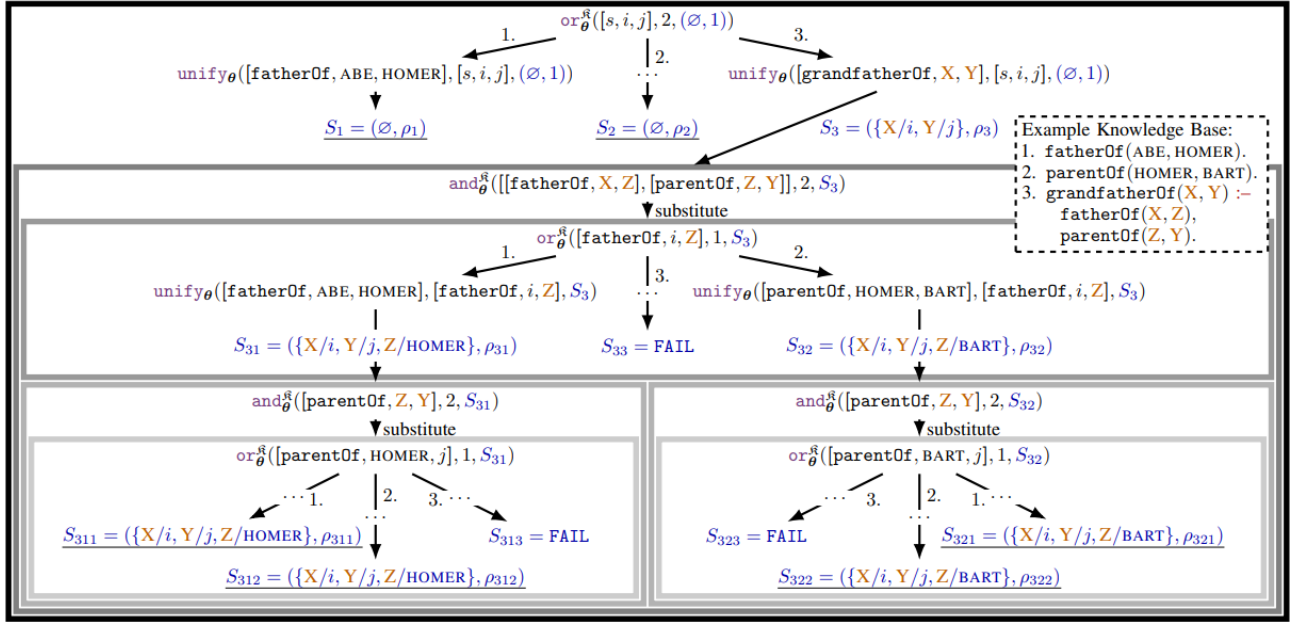 or^𝔎_θ([s, i, j], 2, (∅, 1))
1. 2. 3.
unify_θ([fatherOf, ABE, HOMER], [s, i, j], (∅, 1)) ... unify_θ([grandfatherOf, X, Y], [s, i, j], (∅, 1))
S_1 = (∅, ρ_1) S_2 = (∅, ρ_2) S_3 = ({X/i, Y/j}, ρ_3)
Example Knowledge Base:
1. fatherOf(ABE, HOMER).
2. parentOf(HOMER, BART).
3. grandfatherOf(X, Y) :–
fatherOf(X, Z),
parentOf(Z, Y).
and^𝔎_θ([[fatherOf, X, Z], [parentOf, Z, Y]], 2, S_3)
substitute
or^𝔎_θ([fatherOf, i, Z], 1, S_3)
1. 3. 2.
unify_θ([fatherOf, ABE, HOMER], [fatherOf, i, Z], S_3) ... unify_θ([parentOf, HOMER, BART], [fatherOf, i, Z], S_3)
S_31 = ({X/i, Y/j, Z/HOMER}, ρ_31) S_33 = FAIL S_32 = ({X/i, Y/j, Z/BART}, ρ_32)
and^𝔎_θ([parentOf, Z, Y], 2, S_31) and^𝔎_θ([parentOf, Z, Y], 2, S_32)
substitute substitute
or^𝔎_θ([parentOf, HOMER, j], 1, S_31) or^𝔎_θ([parentOf, BART, j], 1, S_32)
... 1. 2. ... 3. ... ... 3. 2. ... 1. ...
S_311 = ({X/i, Y/j, Z/HOMER}, ρ_311) S_313 = FAIL S_323 = FAIL S_321 = ({X/i, Y/j, Z/BART}, ρ_321)
S_312 = ({X/i, Y/j, Z/HOMER}, ρ_312) S_322 = ({X/i, Y/j, Z/BART}, ρ_322)